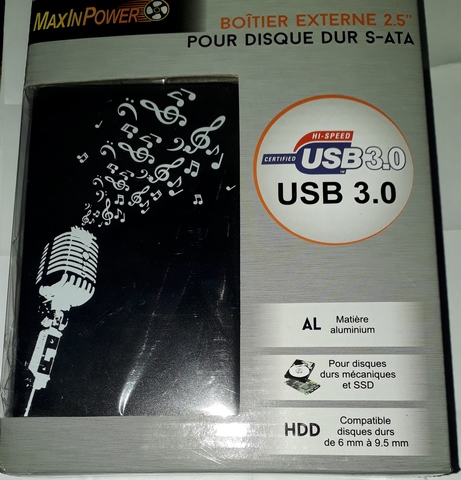 MAXINPOWER
BOÎTIER EXTERNE 2.5"
POUR DISQUE DUR S-ATA
HI-SPEED
CERTIFIED USB 3.0
TM
USB 3.0
AL
Matière
aluminium
Pour disques
durs mécaniques
et SSD
HDD
Compatible
disques durs
de 6 mm à 9.5 mm